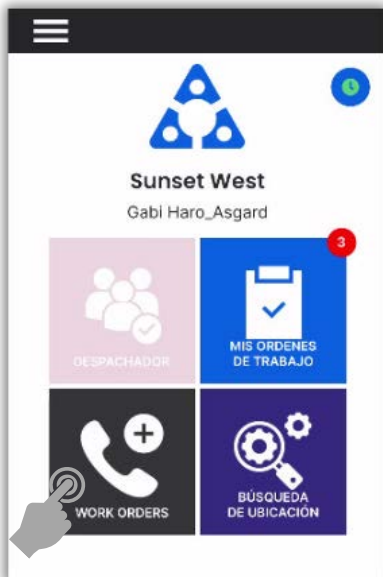 Sunset West
Gabi Haro_Asgard
3
DESPACHADOR
MIS ORDENES
DE TRABAJO
WORK ORDERS
BÚSQUEDA
DE UBICACIÓN